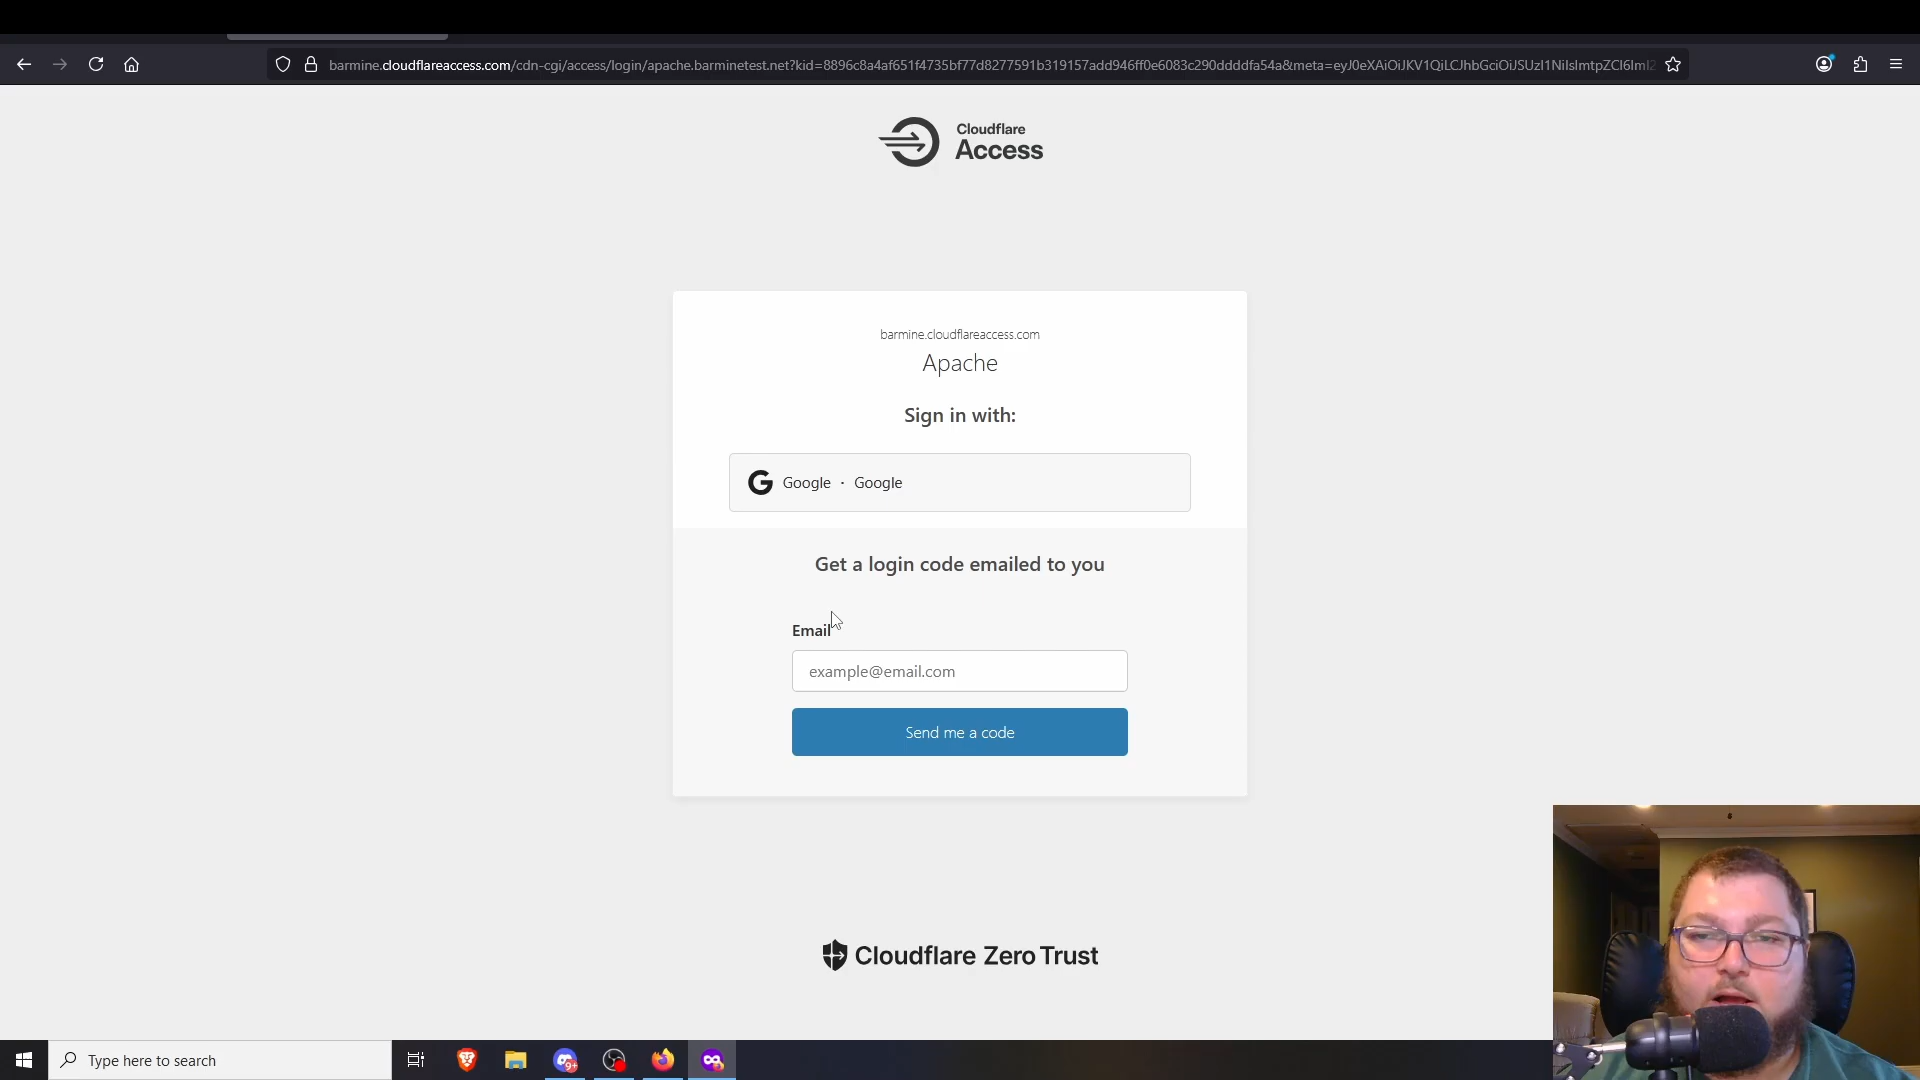 barmine.cloudflareaccess.com/cdn-cgi/access/login/apache.barminetest.net?kid=8896c8a4af651f4735bf77d8277591b319157add946ff0e6083c290ddddfa54a&meta=eyJ0eXAiOiJKV1QiLCJhbGciOiJSUzI1NiIsImtpZCI6Iml
Cloudflare
Access
barmine.cloudflareaccess.com
Apache
Sign in with:
Google · Google
Get a login code emailed to you
Email
example@email.com
Send me a code
Cloudflare Zero Trust
Type here to search
9+